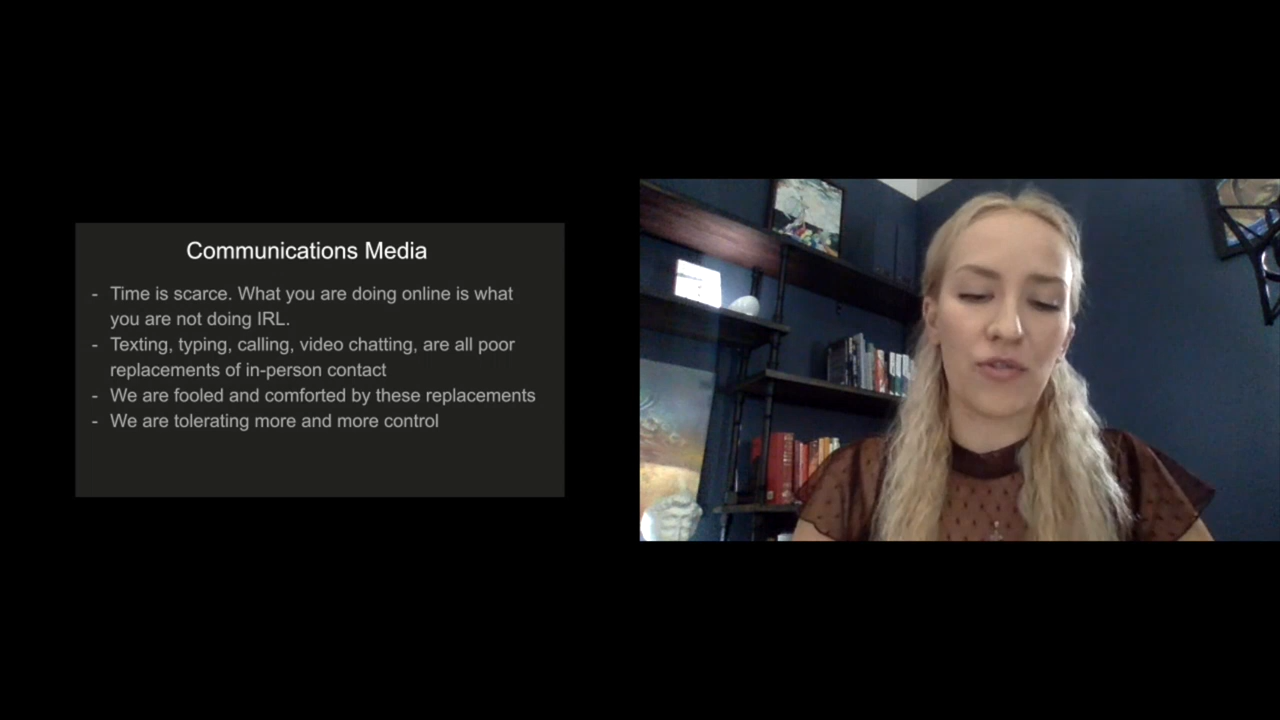 Communications Media
- Time is scarce. What you are doing online is what
you are not doing IRL.
- Texting, typing, calling, video chatting, are all poor
replacements of in-person contact
- We are fooled and comforted by these replacements
- We are tolerating more and more control